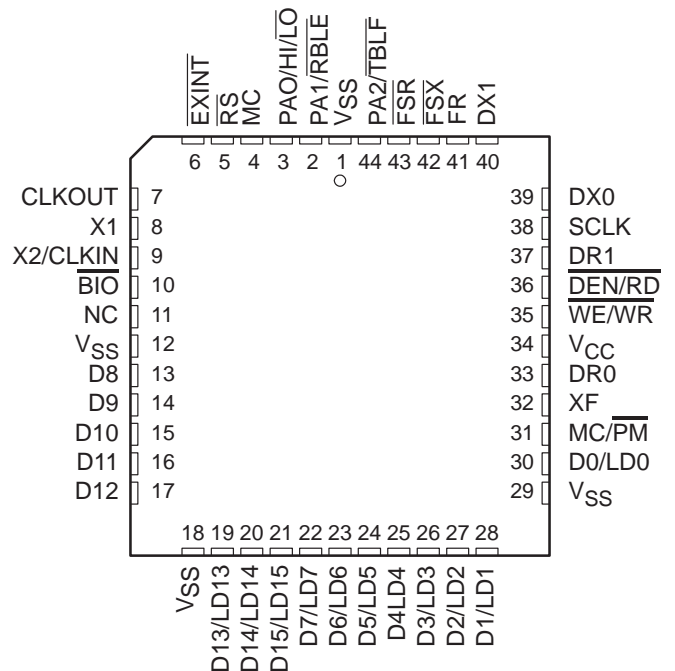 EXINT
RS
MC
PAO/HI/LO
PA1/RBLE
VSS
PA2/TBLF
FSR
FSX
FR
DX1
6 5 4 3 2 1 44 43 42 41 40
CLKOUT 7
X1 8
X2/CLKIN 9
BIO 10
NC 11
VSS 12
D8 13
D9 14
D10 15
D11 16
D12 17
39 DX0
38 SCLK
37 DR1
36 DEN/RD
35 WE/WR
34 VCC
33 DR0
32 XF
31 MC/PM
30 D0/LD0
29 VSS
18 19 20 21 22 23 24 25 26 27 28
VSS
D13/LD13
D14/LD14
D15/LD15
D7/LD7
D6/LD6
D5/LD5
D4LD4
D3/LD3
D2/LD2
D1/LD1